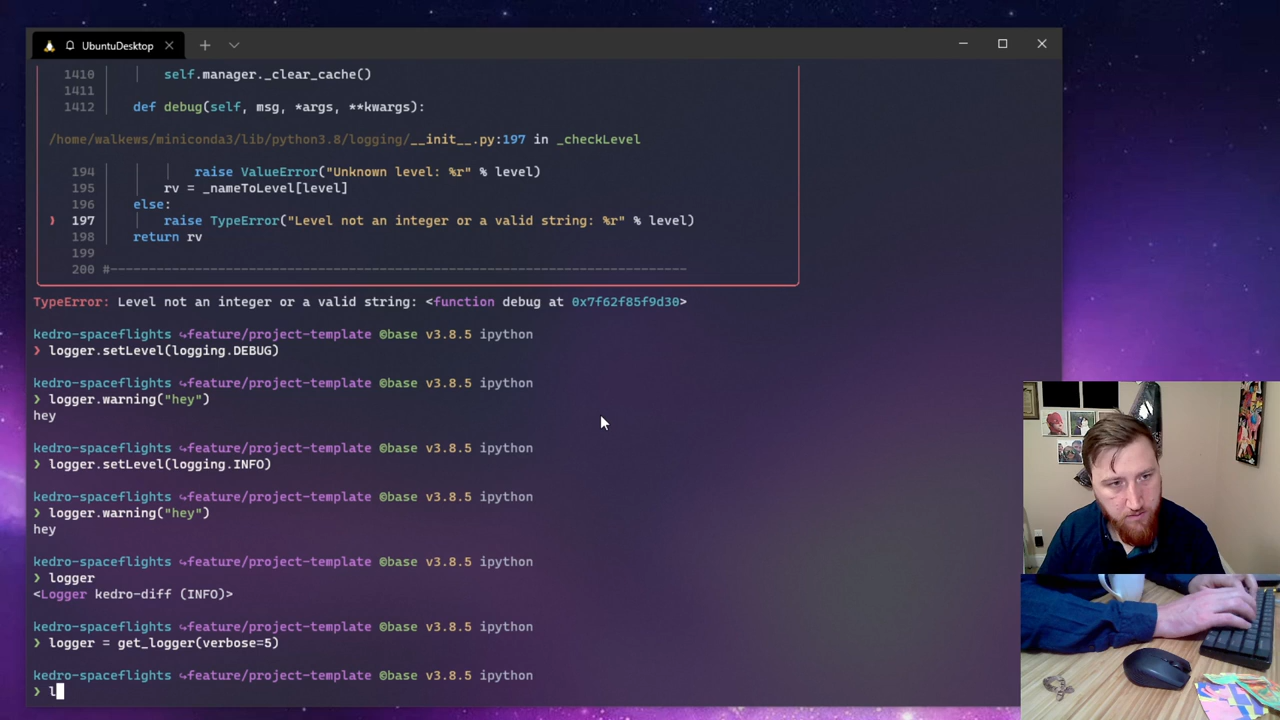 UbuntuDesktop
1410 self.manager._clear_cache()
1411
1412 def debug(self, msg, *args, **kwargs):
/home/walkews/miniconda3/lib/python3.8/logging/__init__.py:197 in _checkLevel
194 raise ValueError("Unknown level: %r" % level)
195 rv = _nameToLevel[level]
196 else:
❯ 197 raise TypeError("Level not an integer or a valid string: %r" % level)
198 return rv
199
200 #---------------------------------------------------------------------------
TypeError: Level not an integer or a valid string: <function debug at 0x7f62f85f9d30>
kedro-spaceflights ↪feature/project-template ©base v3.8.5 ipython
❯ logger.setLevel(logging.DEBUG)
kedro-spaceflights ↪feature/project-template ©base v3.8.5 ipython
❯ logger.warning("hey")
hey
kedro-spaceflights ↪feature/project-template ©base v3.8.5 ipython
❯ logger.setLevel(logging.INFO)
kedro-spaceflights ↪feature/project-template ©base v3.8.5 ipython
❯ logger.warning("hey")
hey
kedro-spaceflights ↪feature/project-template ©base v3.8.5 ipython
❯ logger
<Logger kedro-diff (INFO)>
kedro-spaceflights ↪feature/project-template ©base v3.8.5 ipython
❯ logger = get_logger(verbose=5)
kedro-spaceflights ↪feature/project-template ©base v3.8.5 ipython
❯ l